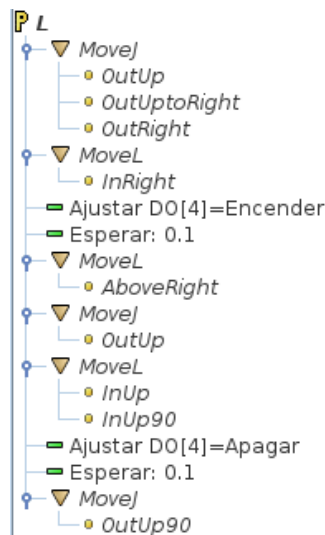 P L
MoveJ
OutUp
OutUptoRight
OutRight
MoveL
InRight
Ajustar DO[4]=Encender
Esperar: 0.1
MoveL
AboveRight
MoveJ
OutUp
MoveL
InUp
InUp90
Ajustar DO[4]=Apagar
Esperar: 0.1
MoveJ
OutUp90